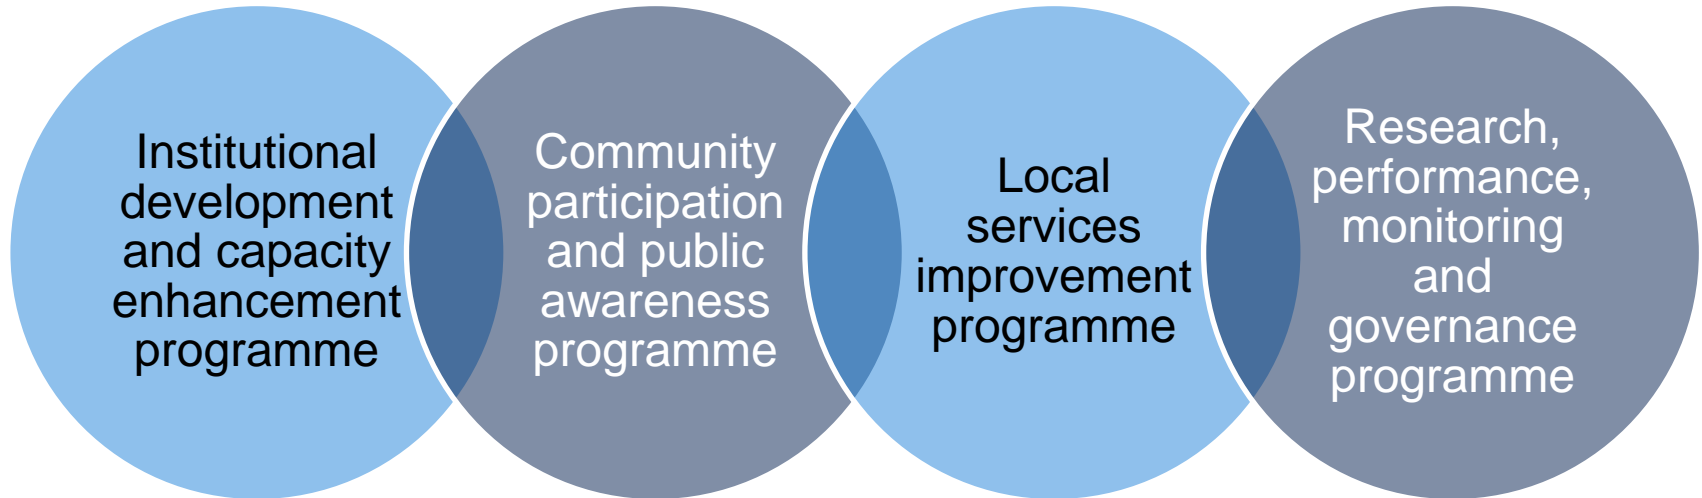 Institutional
development
and capacity
enhancement
programme
Community
participation
and public
awareness
programme
Local
services
improvement
programme
Research,
performance,
monitoring
and
governance
programme